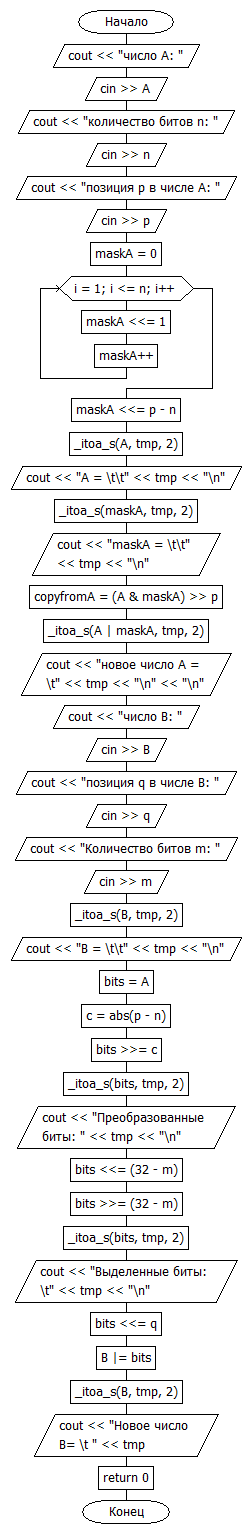 Начало
cout << "число A: "
cin >> A
cout << "количество битов n: "
cin >> n
cout << "позиция p в числе A: "
cin >> p
maskA = 0
i = 1; i <= n; i++
maskA <<= 1
maskA++
maskA <<= p - n
_itoa_s(A, tmp, 2)
cout << "A = \t\t" << tmp << "\n"
_itoa_s(maskA, tmp, 2)
cout << "maskA = \t\t"
<< tmp << "\n"
copyfromA = (A & maskA) >> p
_itoa_s(A | maskA, tmp, 2)
cout << "новое число A =
\t" << tmp << "\n" << "\n"
cout << "число B: "
cin >> B
cout << "позиция q в числе B: "
cin >> q
cout << "Количество битов m: "
cin >> m
_itoa_s(B, tmp, 2)
cout << "B = \t\t" << tmp << "\n"
bits = A
c = abs(p - n)
bits >>= c
_itoa_s(bits, tmp, 2)
cout << "Преобразованные
биты: " << tmp << "\n"
bits <<= (32 - m)
bits >>= (32 - m)
_itoa_s(bits, tmp, 2)
cout << "Выделенные биты:
\t" << tmp << "\n"
bits <<= q
B |= bits
_itoa_s(B, tmp, 2)
cout << "Новое число
B= \t " << tmp
return 0
Конец